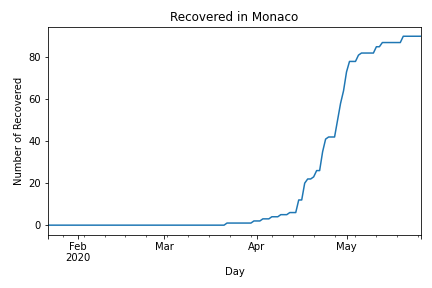 Recovered in Monaco
Number of Recovered
80
60
40
20
0
Feb
2020
Mar
Apr
May
Day